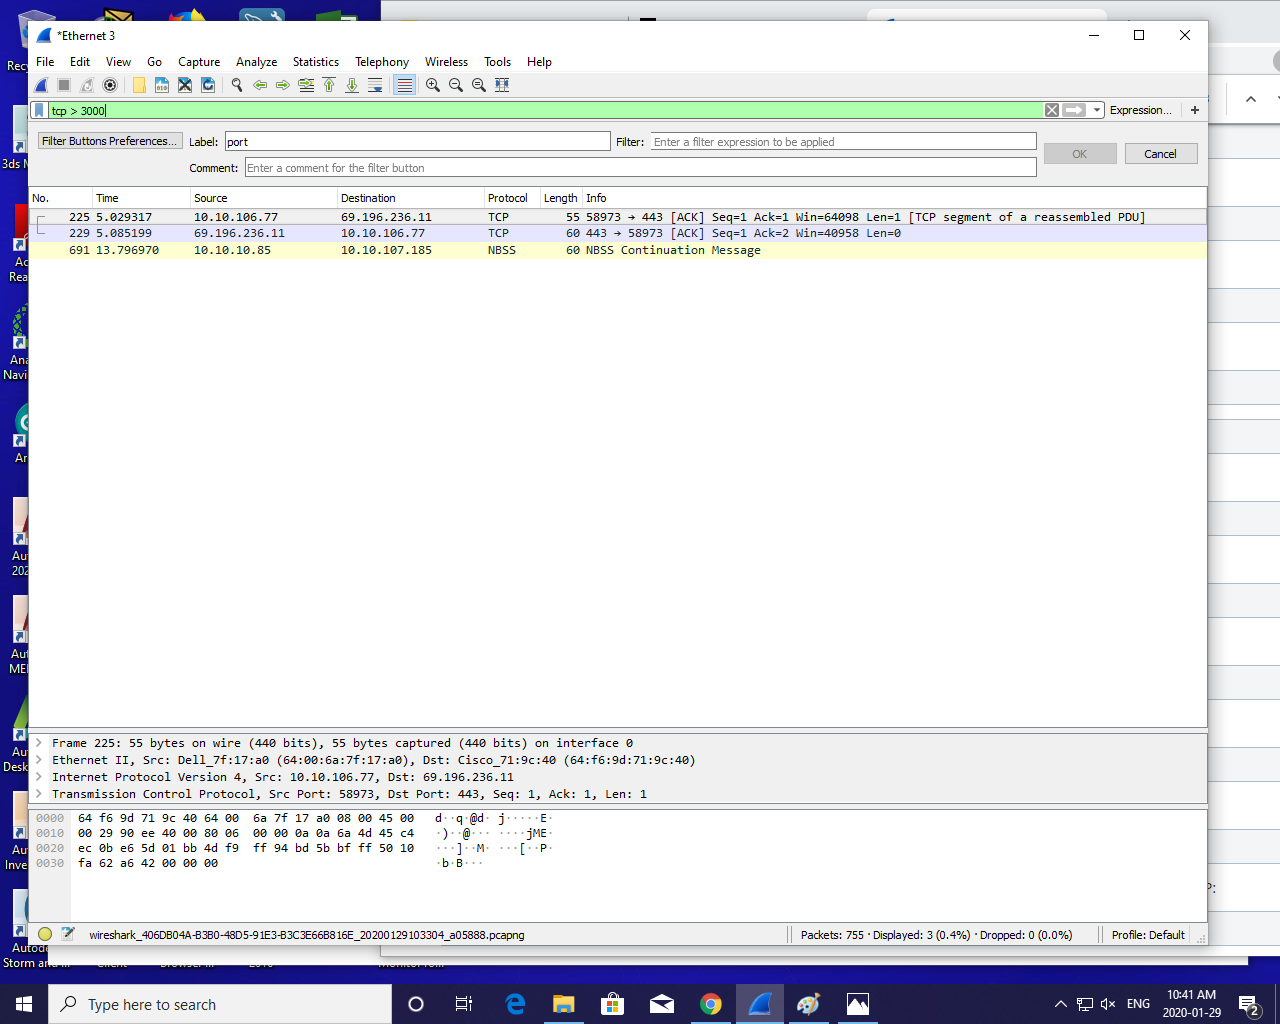 *Ethernet 3
File Edit View Go Capture Analyze Statistics Telephony Wireless Tools Help
tcp > 3000
Expression... +
Filter Buttons Preferences... Label: port Filter: Enter a filter expression to be applied
OK Cancel
Comment: Enter a comment for the filter button
No. Time Source Destination Protocol Length Info
225 5.029317 10.10.106.77 69.196.236.11 TCP 55 58973 → 443 [ACK] Seq=1 Ack=1 Win=64098 Len=1 [TCP segment of a reassembled PDU]
229 5.085199 69.196.236.11 10.10.106.77 TCP 60 443 → 58973 [ACK] Seq=1 Ack=2 Win=40958 Len=0
691 13.796970 10.10.10.85 10.10.107.185 NBSS 60 NBSS Continuation Message
Frame 225: 55 bytes on wire (440 bits), 55 bytes captured (440 bits) on interface 0
Ethernet II, Src: Dell_7f:17:a0 (64:00:6a:7f:17:a0), Dst: Cisco_71:9c:40 (64:f6:9d:71:9c:40)
Internet Protocol Version 4, Src: 10.10.106.77, Dst: 69.196.236.11
Transmission Control Protocol, Src Port: 58973, Dst Port: 443, Seq: 1, Ack: 1, Len: 1
0000 64 f6 9d 71 9c 40 64 00 6a 7f 17 a0 08 00 45 00 d··q·@d· j·····E·
0010 00 29 90 ee 40 00 80 06 00 00 0a 0a 6a 4d 45 c4 ·)··@··· ····jME·
0020 ec 0b e6 5d 01 bb 4d f9 ff 94 bd 5b bf ff 50 10 ···]··M· ···[··P·
0030 fa 62 a6 42 00 00 00 ·b·B···
wireshark_406DB04A-B3B0-48D5-91E3-B3C3E66B816E_20200129103304_a05888.pcapng
Packets: 755 · Displayed: 3 (0.4%) · Dropped: 0 (0.0%)
Profile: Default
3ds
Desk
Storm and ...
P:
Type here to search
ENG
10:41 AM
2020-01-29
2